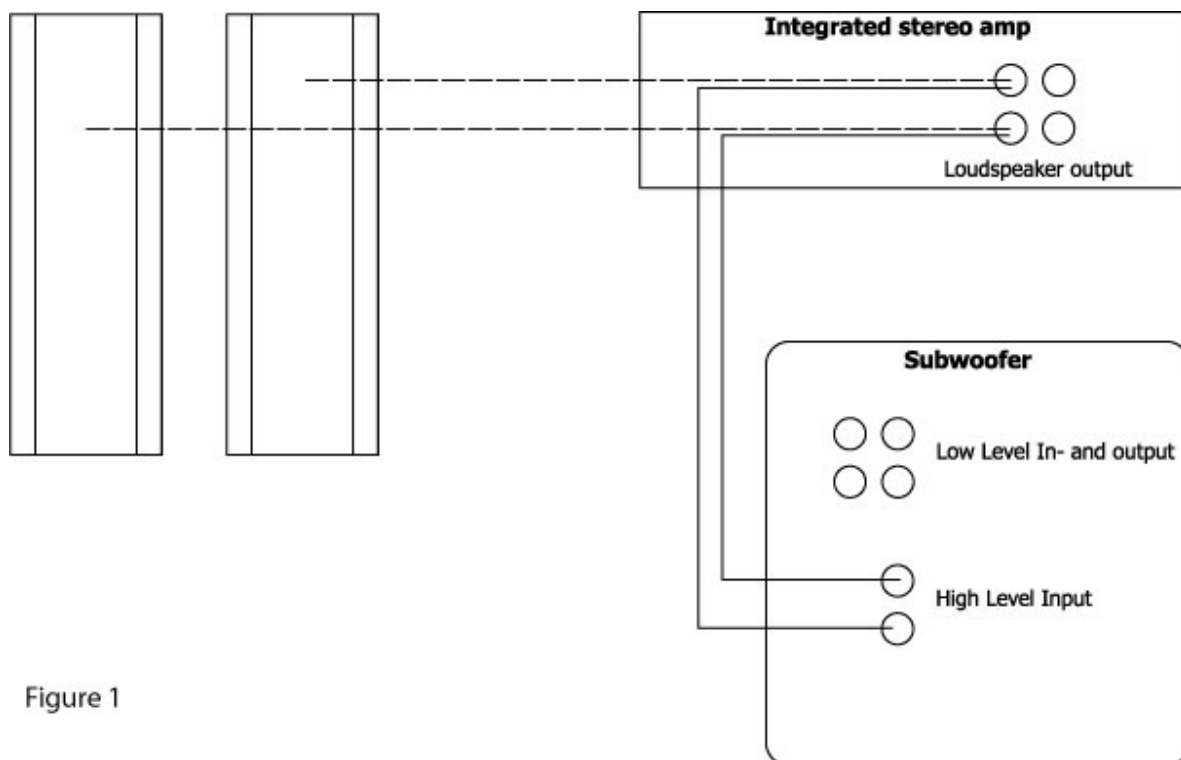 Integrated stereo amp
Loudspeaker output
Subwoofer
Low Level In- and output
High Level Input
Figure 1